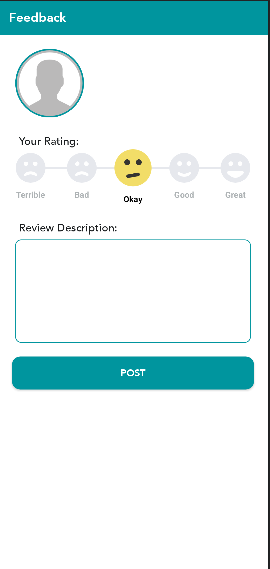 Feedback
Your Rating:
Terrible Bad Okay Good Great
Review Description:
POST